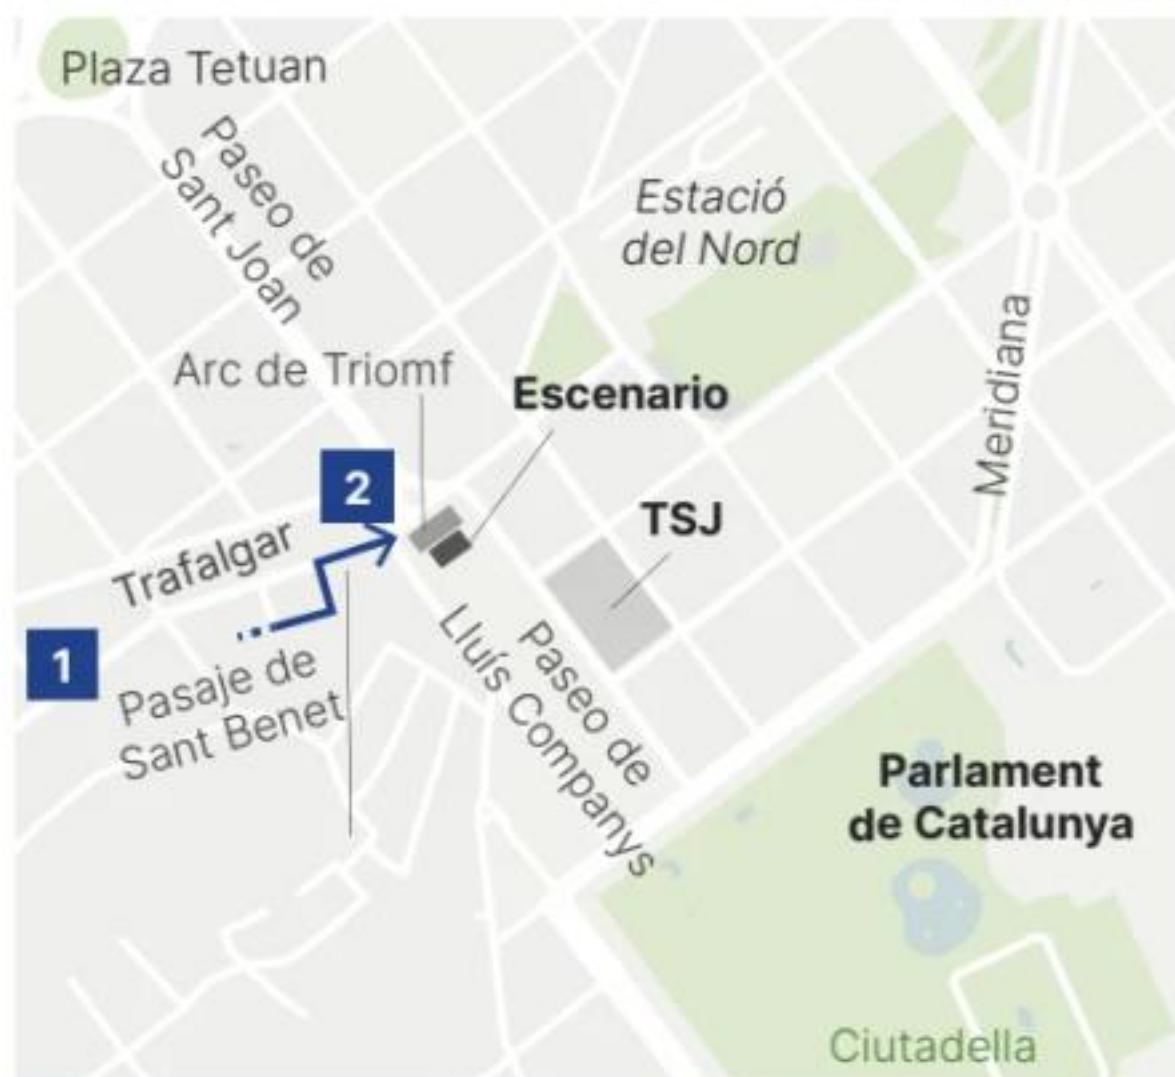 Plaza Tetuan
Paseo de
Sant Joan
Estació
del Nord
Arc de Triomf
Escenario
Meridiana
2
TSJ
Trafalgar
1
Pasaje de
Sant Benet
Paseo de
Lluís Companys
Parlament
de Catalunya
Ciutadella